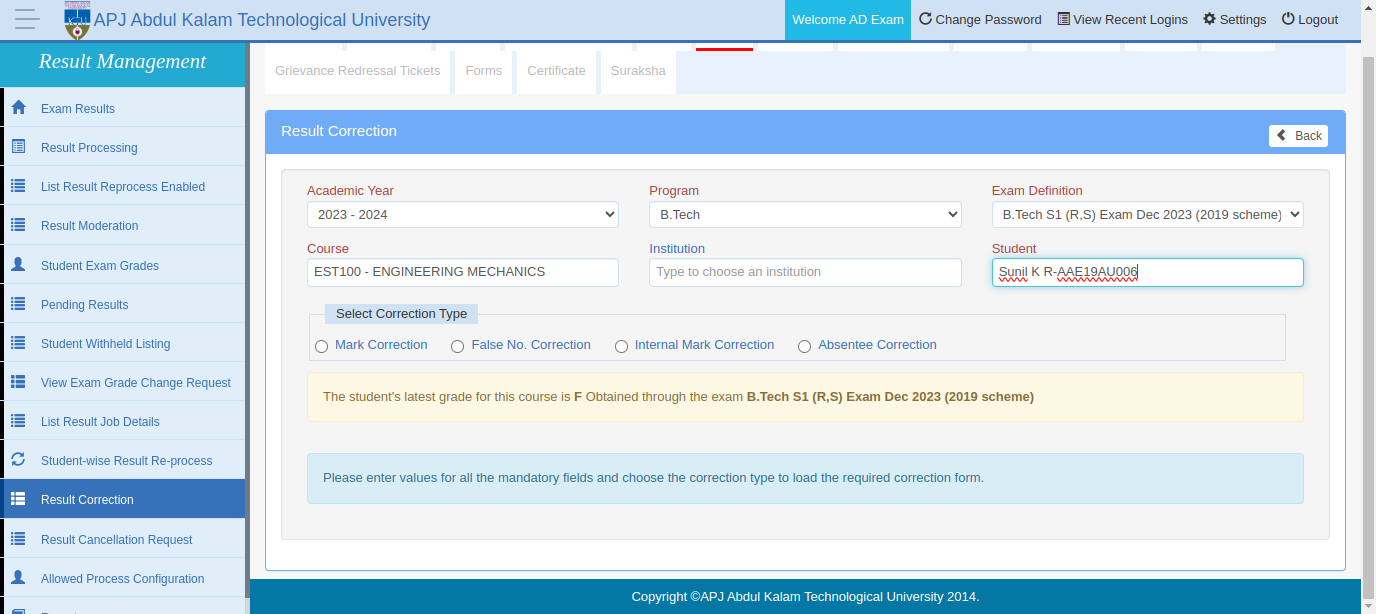 APJ Abdul Kalam Technological University
Welcome AD Exam
Change Password
View Recent Logins
Settings
Logout
Result Management
Exam Results
Result Processing
List Result Reprocess Enabled
Result Moderation
Student Exam Grades
Pending Results
Student Withheld Listing
View Exam Grade Change Request
List Result Job Details
Student-wise Result Re-process
Result Correction
Result Cancellation Request
Allowed Process Configuration
Grievance Redressal Tickets
Forms
Certificate
Suraksha
Result Correction
Back
Academic Year
2023 - 2024
Program
B.Tech
Exam Definition
B.Tech S1 (R,S) Exam Dec 2023 (2019 scheme)
Course
EST100 - ENGINEERING MECHANICS
Institution
Type to choose an institution
Student
Sunil K R-AAE19AU006
Select Correction Type
Mark Correction
False No. Correction
Internal Mark Correction
Absentee Correction
The student's latest grade for this course is F Obtained through the exam B.Tech S1 (R,S) Exam Dec 2023 (2019 scheme)
Please enter values for all the mandatory fields and choose the correction type to load the required correction form.
Copyright ©APJ Abdul Kalam Technological University 2014.